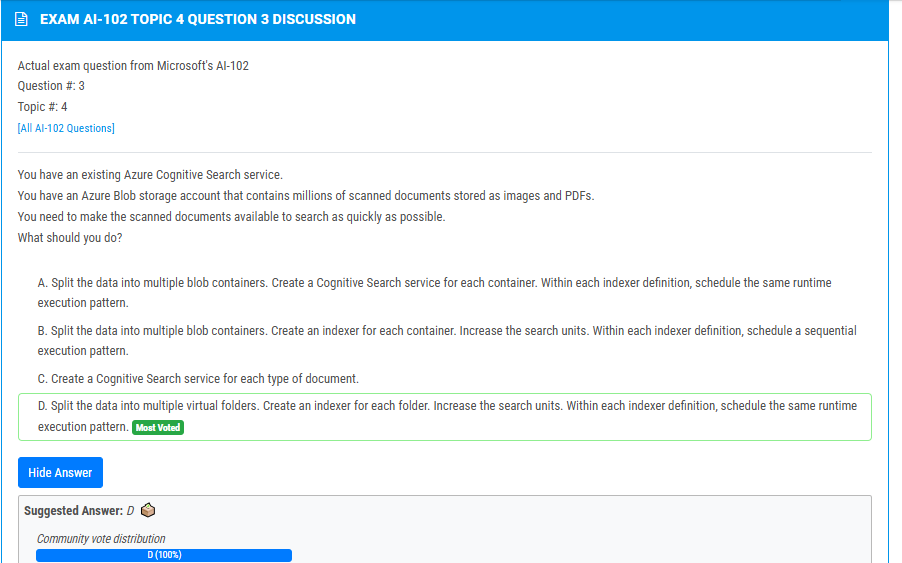 EXAM AI-102 TOPIC 4 QUESTION 3 DISCUSSION
Actual exam question from Microsoft's AI-102
Question #: 3
Topic #: 4
[All AI-102 Questions]
You have an existing Azure Cognitive Search service.
You have an Azure Blob storage account that contains millions of scanned documents stored as images and PDFs.
You need to make the scanned documents available to search as quickly as possible.
What should you do?
A. Split the data into multiple blob containers. Create a Cognitive Search service for each container. Within each indexer definition, schedule the same runtime
execution pattern.
B. Split the data into multiple blob containers. Create an indexer for each container. Increase the search units. Within each indexer definition, schedule a sequential
execution pattern.
C. Create a Cognitive Search service for each type of document.
D. Split the data into multiple virtual folders. Create an indexer for each folder. Increase the search units. Within each indexer definition, schedule the same runtime
execution pattern. Most Voted
Hide Answer
Suggested Answer: D
Community vote distribution
D (100%)